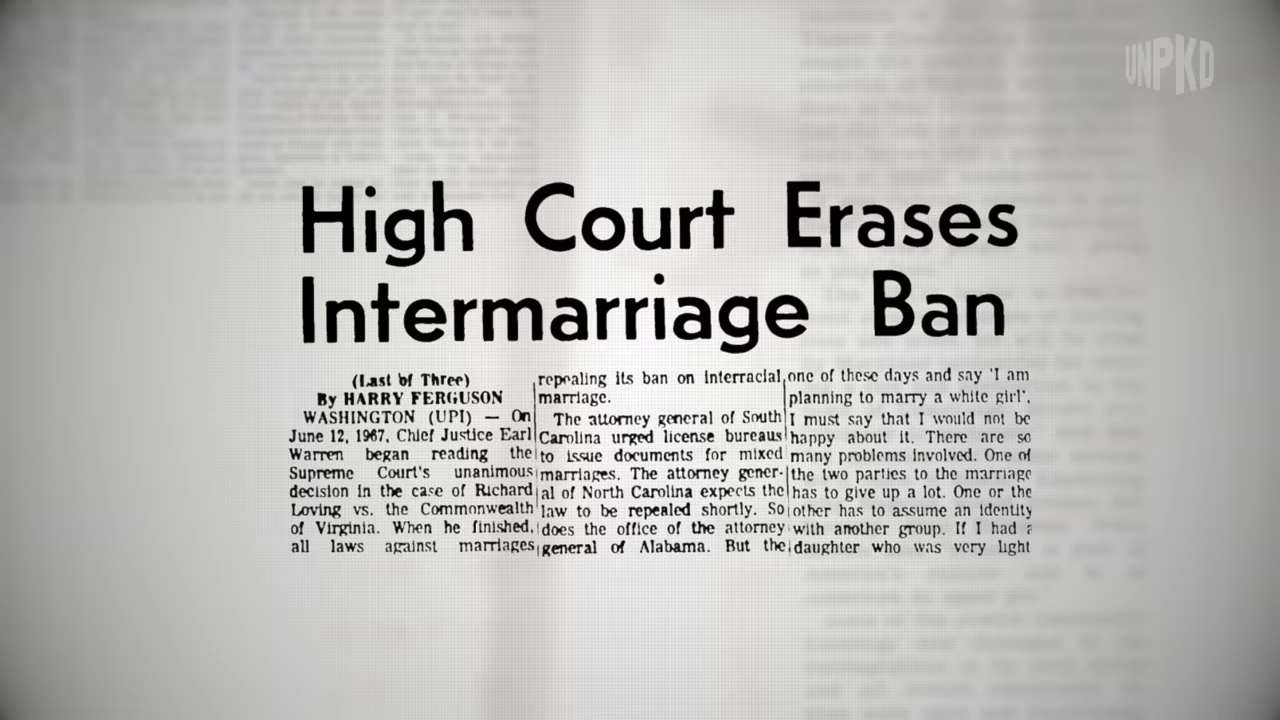 UNPKD
High Court Erases
Intermarriage Ban
(Last of Three)
By HARRY FERGUSON
WASHINGTON (UPI) — On
June 12, 1967, Chief Justice Earl
Warren began reading the
Supreme Court's unanimous
decision in the case of Richard
Loving vs. the Commonwealth
of Virginia. When he finished,
all laws against marriages
repealing its ban on interracial
marriage.
The attorney general of South
Carolina urged license bureaus
to issue documents for mixed
marriages. The attorney gener-
al of North Carolina expects the
law to be repealed shortly. So
does the office of the attorney
general of Alabama. But the
one of these days and say 'I am
planning to marry a white girl',
I must say that I would not be
happy about it. There are so
many problems involved. One of
the two parties to the marriage
has to give up a lot. One or the
other has to assume an identity
with another group. If I had a
daughter who was very light